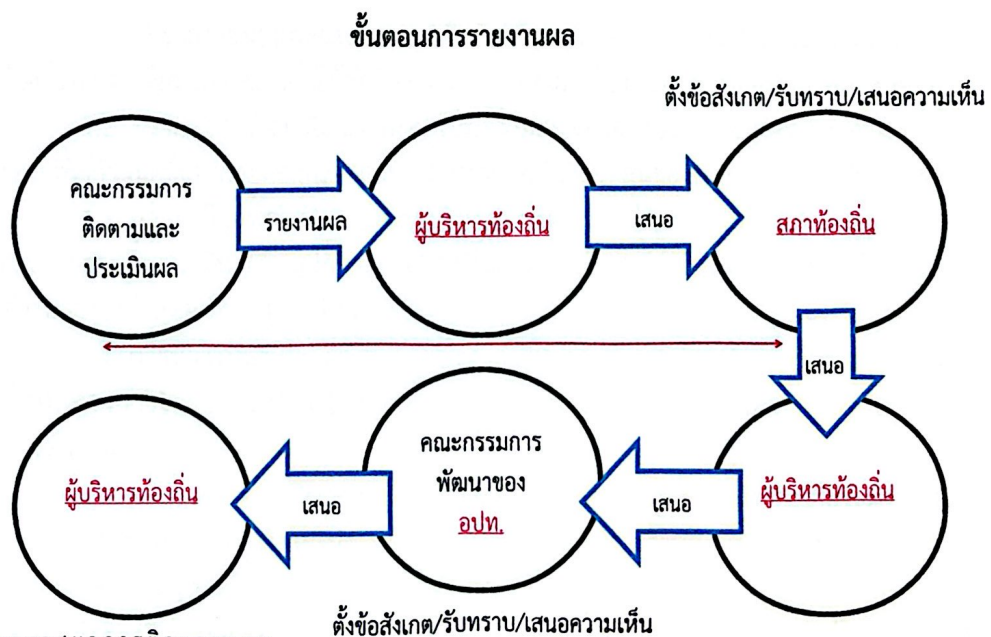 ขั้นตอนการรายงานผล
ตั้งข้อสังเกต/รับทราบ/เสนอความเห็น
คณะกรรมการ
ติดตามและ
ประเมินผล
รายงานผล
ผู้บริหารท้องถิ่น
เสนอ
สภาท้องถิ่น
เสนอ
ผู้บริหารท้องถิ่น
เสนอ
คณะกรรมการ
พัฒนาของ
อปท.
เสนอ
ผู้บริหารท้องถิ่น
ตั้งข้อสังเกต/รับทราบ/เสนอความเห็น